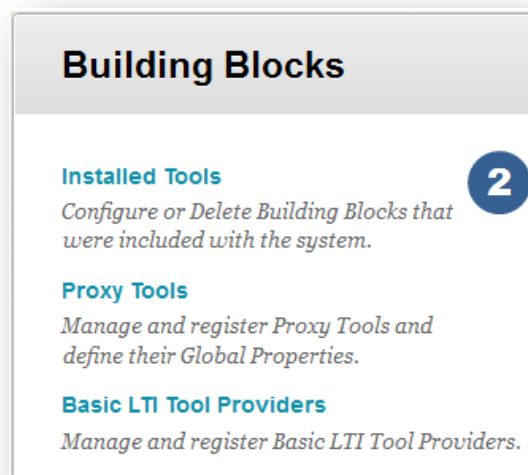 Building Blocks
Installed Tools
2
Configure or Delete Building Blocks that
were included with the system.
Proxy Tools
Manage and register Proxy Tools and
define their Global Properties.
Basic LTI Tool Providers
Manage and register Basic LTI Tool Providers.